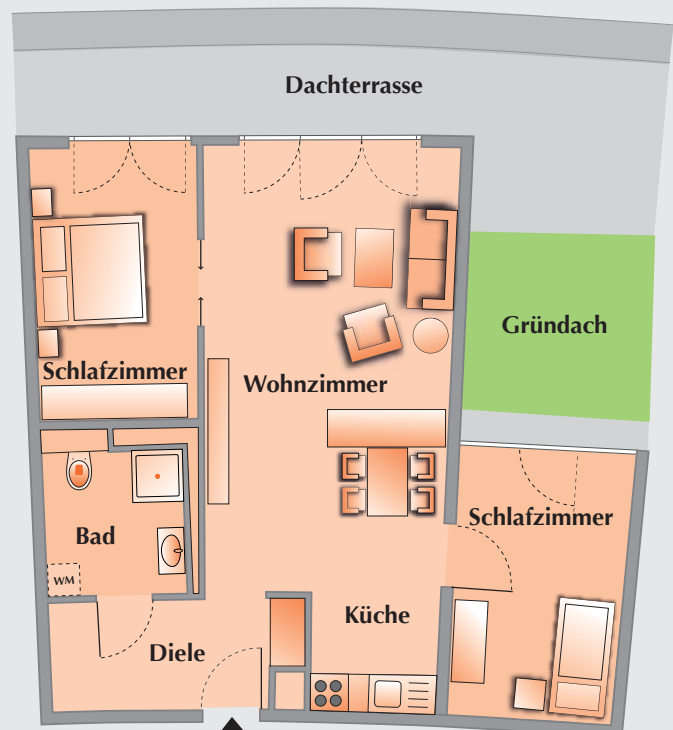 Dachterrasse
Gründach
Schlafzimmer
Wohnzimmer
Schlafzimmer
Bad
WM
Küche
Diele